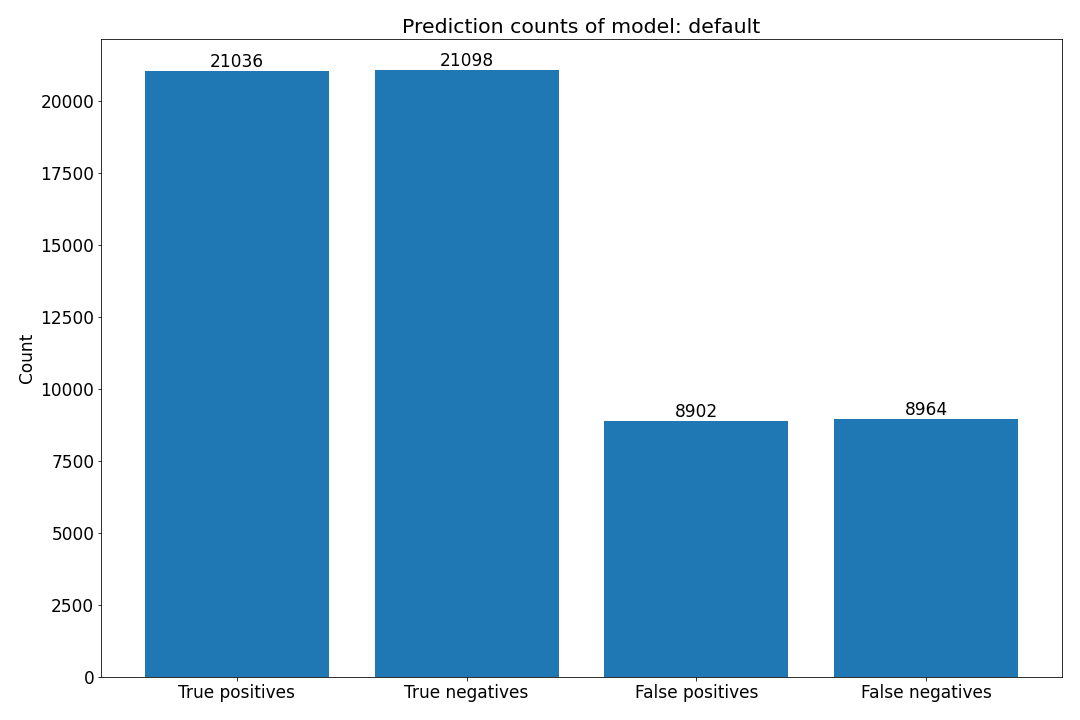 Prediction counts of model: default
21036
21098
8902
8964
20000
17500
15000
12500
10000
7500
5000
2500
0
Count
True positives
True negatives
False positives
False negatives